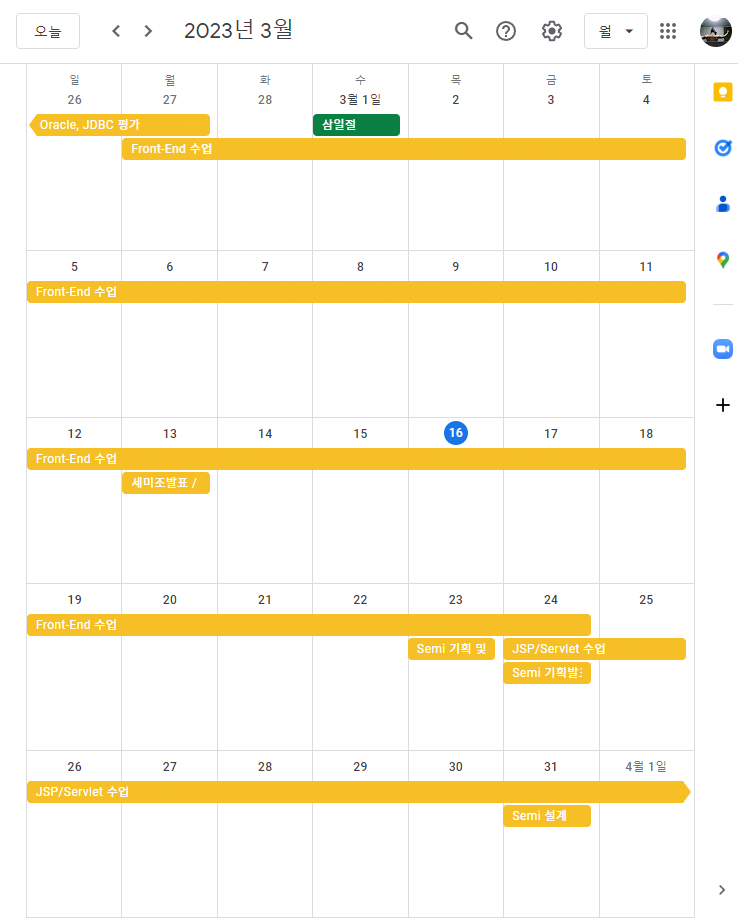 오늘 2023년 3월 월
일 월 화 수 목 금 토
26 27 28 3월 1일 2 3 4
Oracle, JDBC 평가 삼일절
Front-End 수업
5 6 7 8 9 10 11
Front-End 수업
12 13 14 15 16 17 18
Front-End 수업
세미조발표 /
19 20 21 22 23 24 25
Front-End 수업
Semi 기획 및 JSP/Servlet 수업
Semi 기획발
26 27 28 29 30 31 4월 1일
JSP/Servlet 수업
Semi 설계